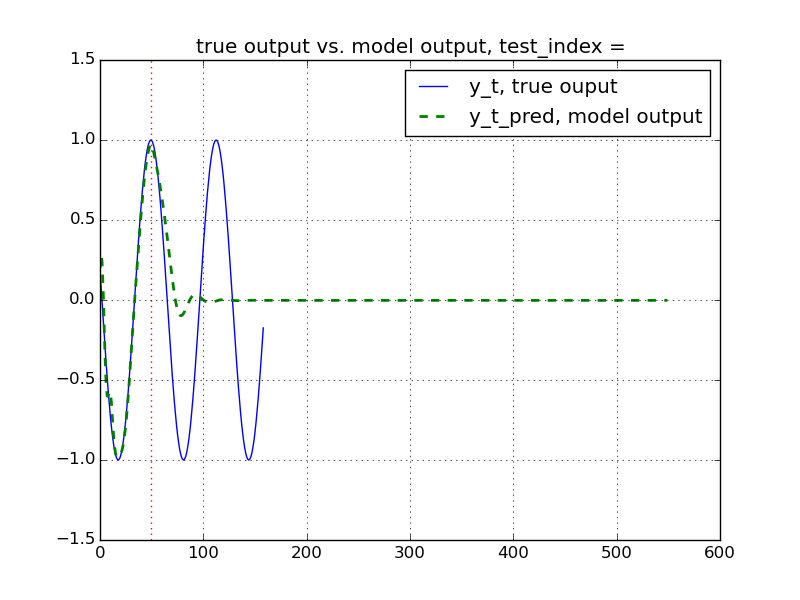 true output vs. model output, test_index =
y_t, true ouput
y_t_pred, model output
1.5
1.0
0.5
0.0
−0.5
−1.0
−1.5
0 100 200 300 400 500 600